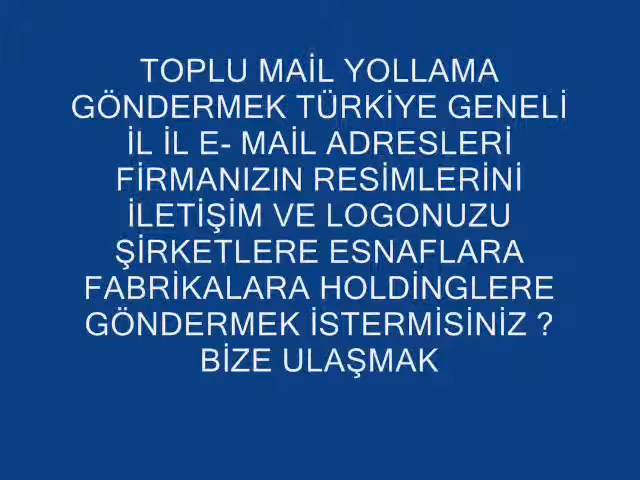 TOPLU MAİL YOLLAMA
GÖNDERMEK TÜRKİYE GENELİ
İL İL E- MAİL ADRESLERİ
FİRMANIZIN RESİMLERİNİ
İLETİŞİM VE LOGONUZU
ŞİRKETLERE ESNAFLARA
FABRİKALARA HOLDİNGLERE
GÖNDERMEK İSTERMİSİNİZ ?
BİZE ULAŞMAK